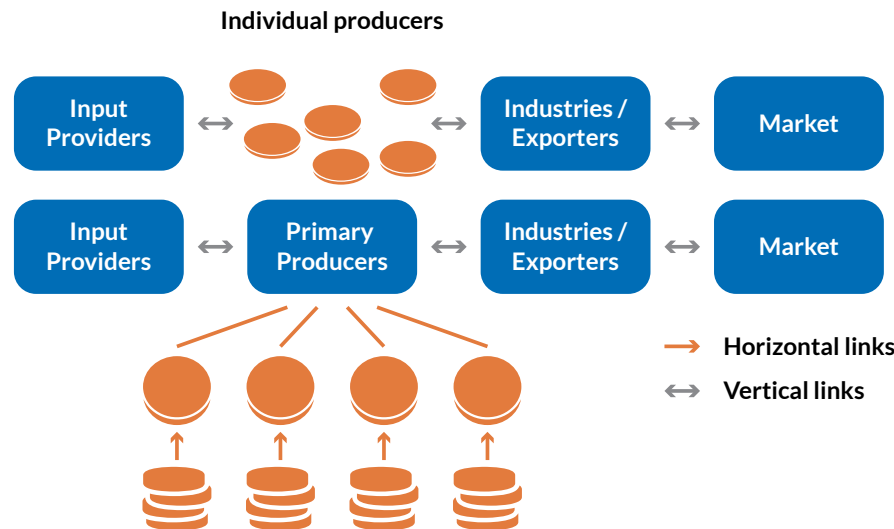 Individual producers
Input
Providers
Industries /
Exporters
Market
Input
Providers
Primary
Producers
Industries /
Exporters
Market
Horizontal links
Vertical links